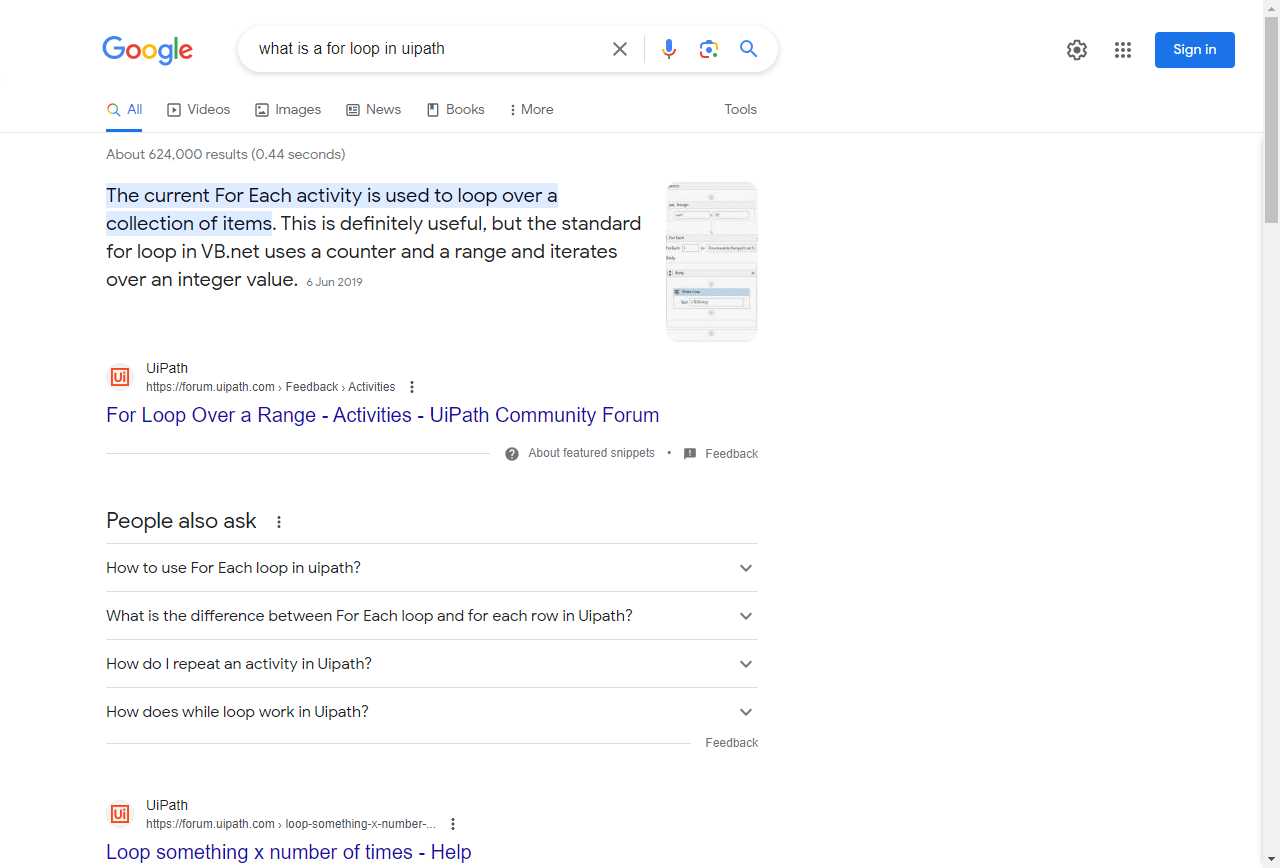 Google
what is a for loop in uipath
Sign in
All
Videos
Images
News
Books
More
Tools
About 624,000 results (0.44 seconds)
The current For Each activity is used to loop over a
collection of items. This is definitely useful, but the standard
for loop in VB.net uses a counter and a range and iterates
over an integer value. 6 Jun 2019
For Each
Body
Body
UiPath
https://forum.uipath.com › Feedback › Activities
For Loop Over a Range - Activities - UiPath Community Forum
About featured snippets • Feedback
People also ask
How to use For Each loop in uipath?
What is the difference between For Each loop and for each row in Uipath?
How do I repeat an activity in Uipath?
How does while loop work in Uipath?
Feedback
UiPath
https://forum.uipath.com › loop-something-x-number-...
Loop something x number of times - Help